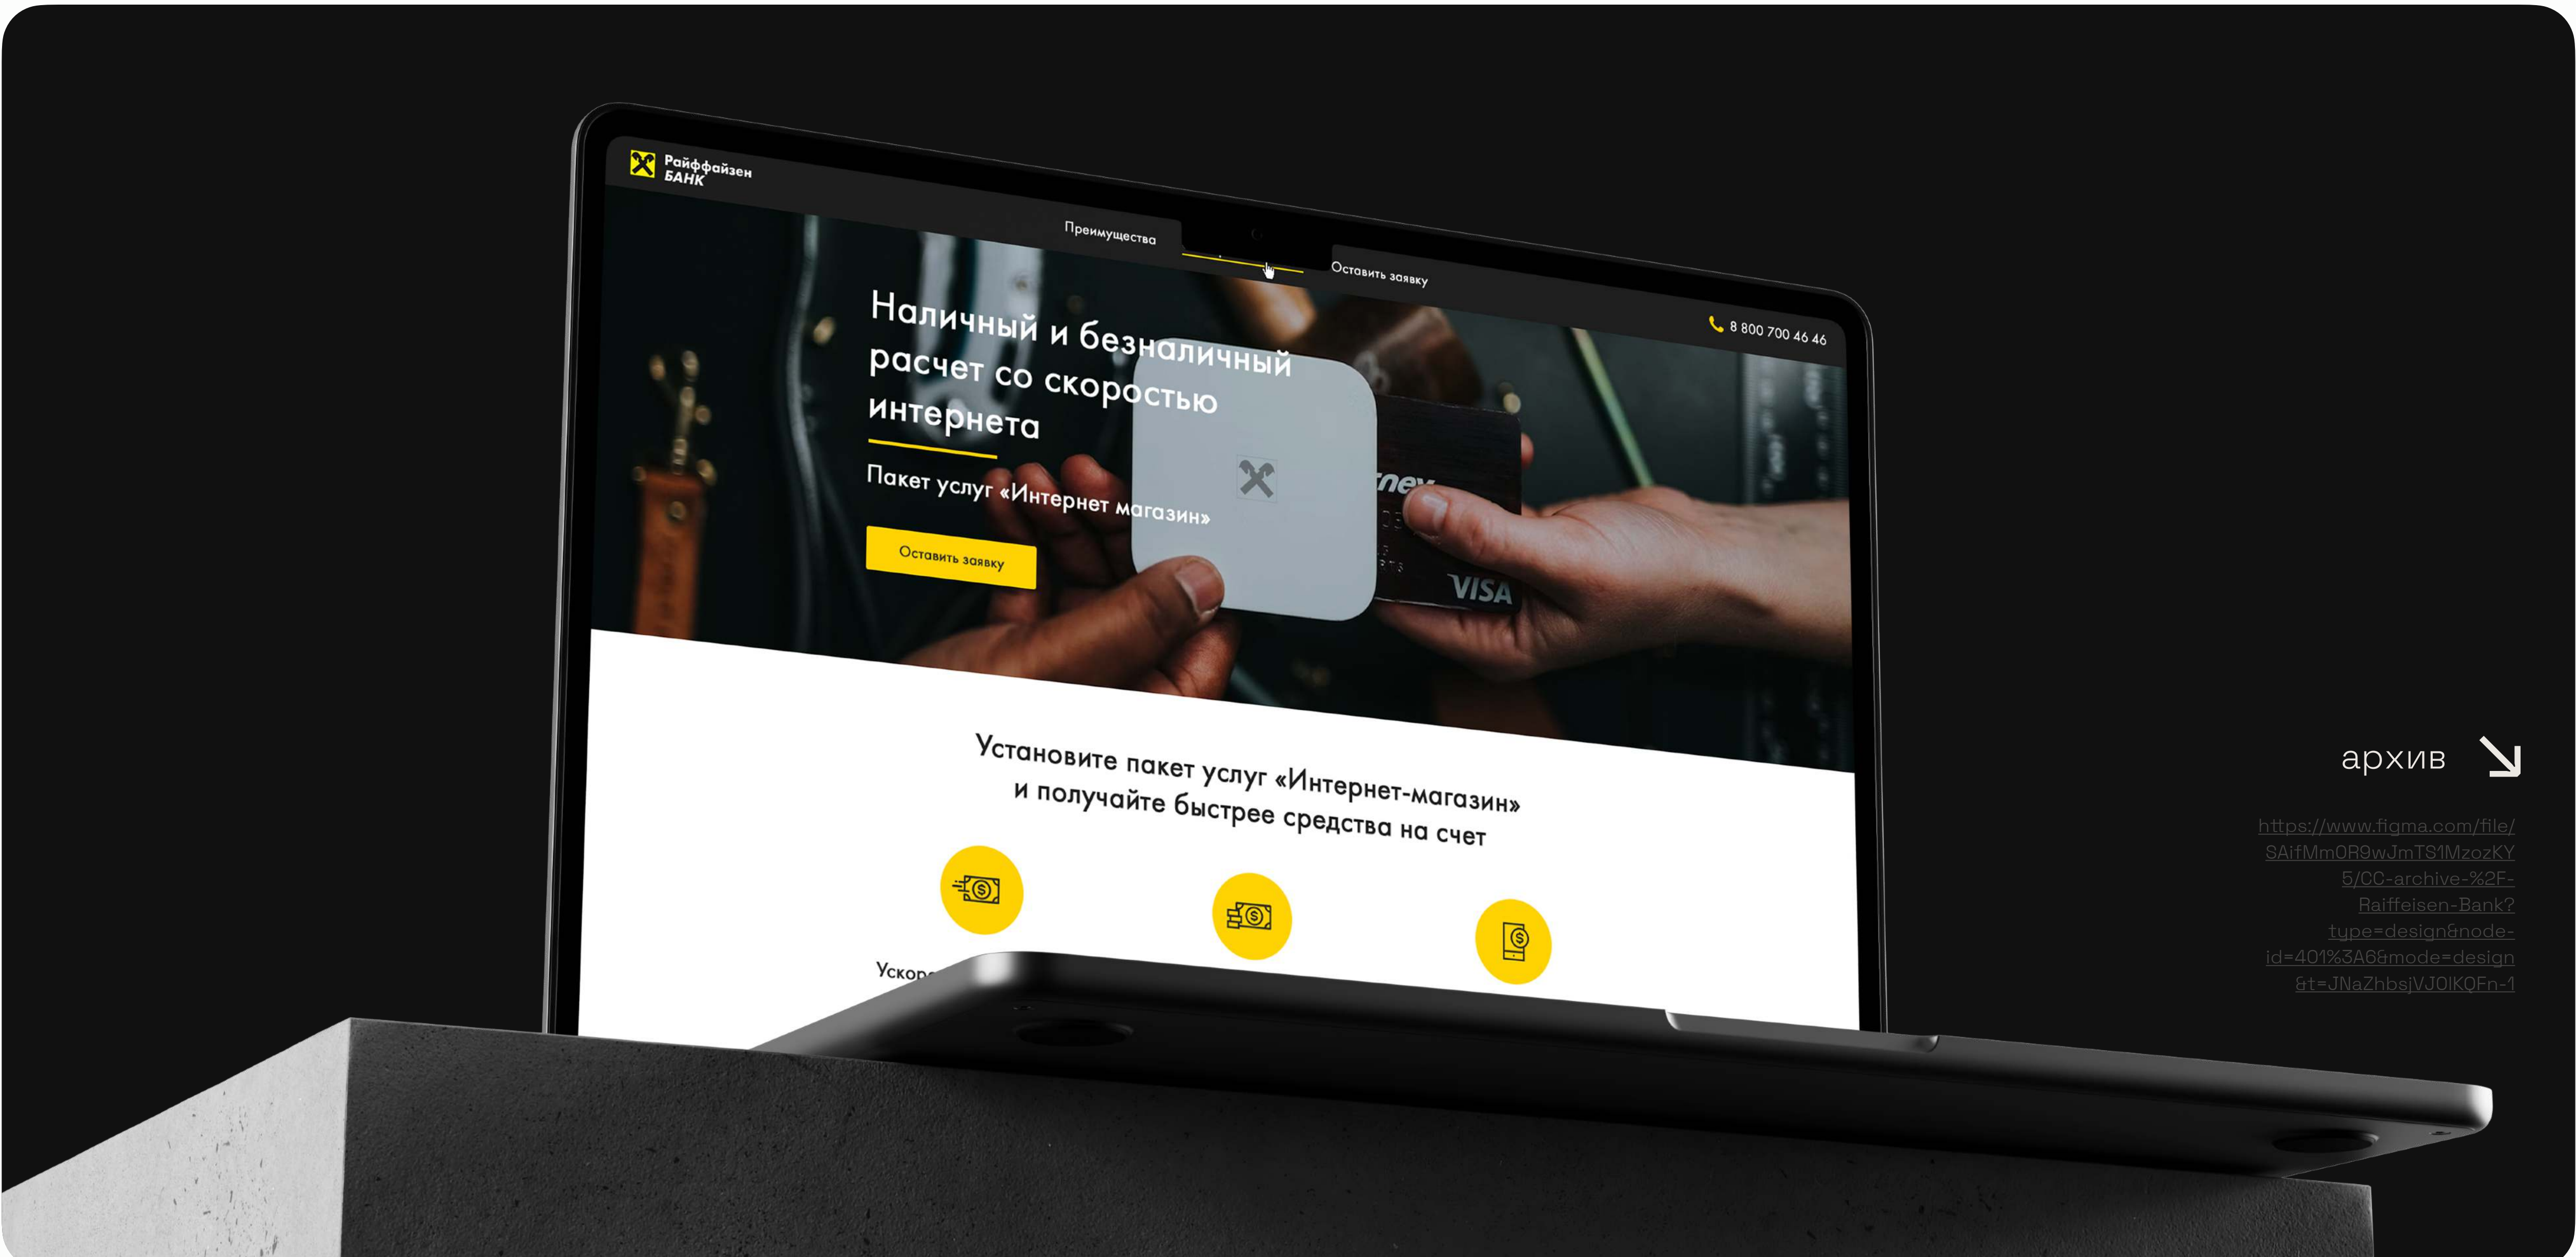 Райффайзен
БАНК
Преимущества
Оставить заявку
8 800 700 46 46
Наличный и безналичный
расчет со скоростью
интернета
Пакет услуг «Интернет магазин»
Оставить заявку
VISA
Установите пакет услуг «Интернет-магазин»
и получайте быстрее средства на счет
архив
https://www.figma.com/file/
SAifMm0R9wJmTS1MzozKY
5/CC-archive-%2F-
Raiffeisen-Bank?
type=design&node-
id=401%3A6&mode=design
&t=JNaZhbsjVJ0lKQFn-1